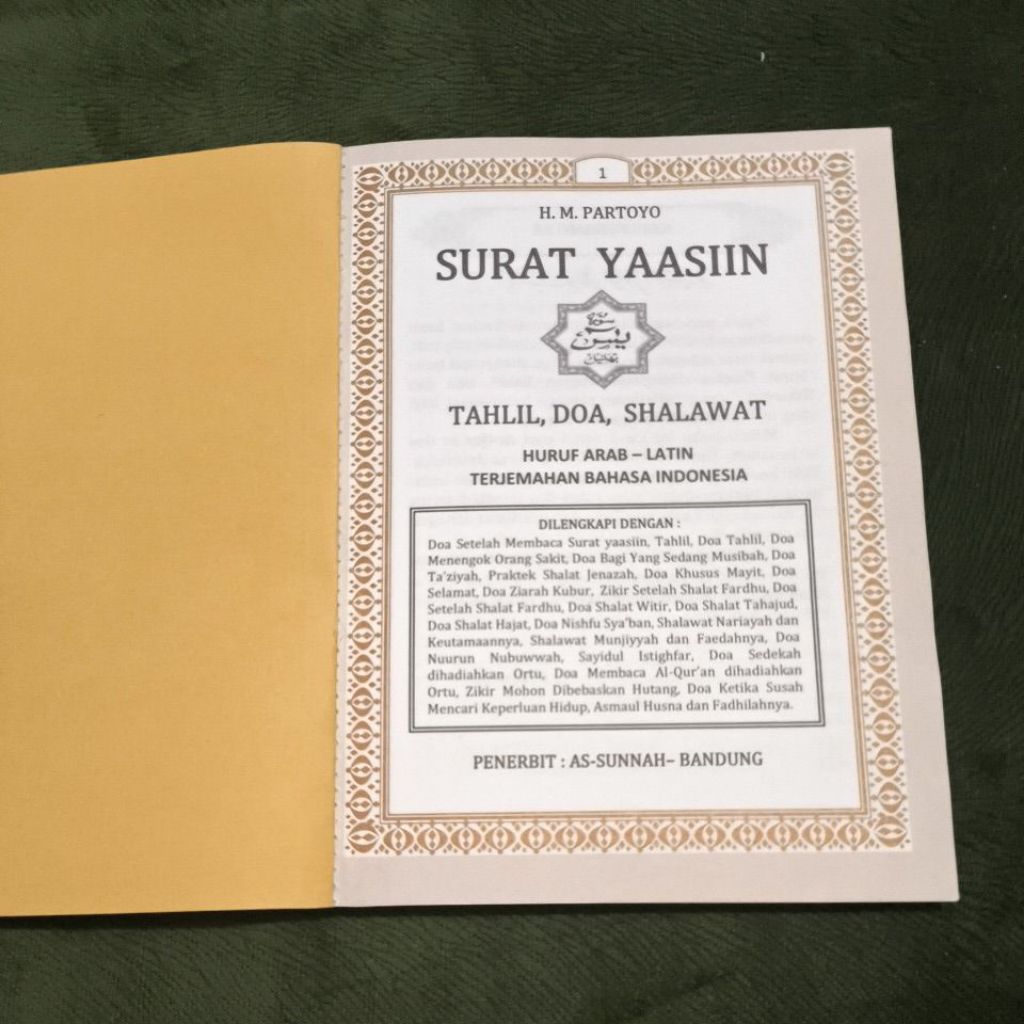 1
H. M. PARTOYO
SURAT YAASIIN
سورة
يس
TAHLIL, DOA, SHALAWAT
HURUF ARAB – LATIN
TERJEMAHAN BAHASA INDONESIA
DILENGKAPI DENGAN :
Doa Setelah Membaca Surat yaasiin, Tahlil, Doa Tahlil, Doa
Menengok Orang Sakit, Doa Bagi Yang Sedang Musibah, Doa
Ta'ziyah, Praktek Shalat Jenazah, Doa Khusus Mayit, Doa
Selamat, Doa Ziarah Kubur, Zikir Setelah Shalat Fardhu, Doa
Setelah Shalat Fardhu, Doa Shalat Witir, Doa Shalat Tahajud,
Doa Shalat Hajat, Doa Nishfu Sya'ban, Shalawat Nariayah dan
Keutamaannya, Shalawat Munjiyyah dan Faedahnya, Doa
Nuurun Nubuwwah, Sayidul Istighfar, Doa Sedekah
dihadiahkan Ortu, Doa Membaca Al-Qur'an dihadiahkan
Ortu, Zikir Mohon Dibebaskan Hutang, Doa Ketika Susah
Mencari Keperluan Hidup, Asmaul Husna dan Fadhilahnya.
PENERBIT : AS-SUNNAH– BANDUNG